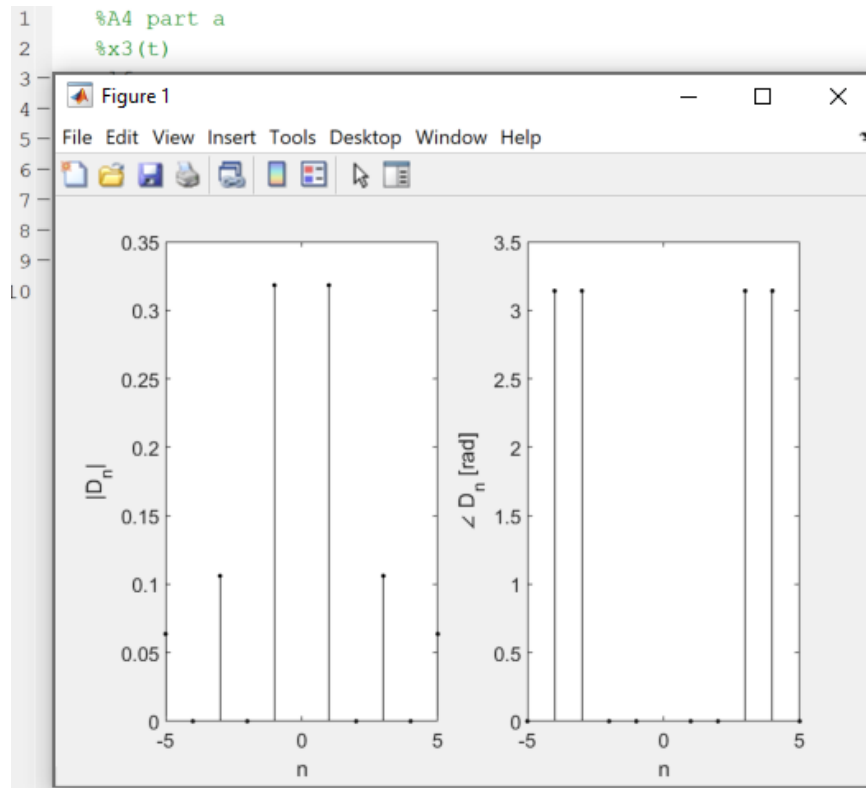 1 %A4 part a
2 %x3(t)
3
Figure 1
4
5 File Edit View Insert Tools Desktop Window Help
6
7
8
9
10
0.35
0.3
0.25
0.2
0.15
0.1
0.05
0
|Dn|
-5 0 5
n
3.5
3
2.5
2
1.5
1
0.5
0
∠ Dn [rad]
-5 0 5
n